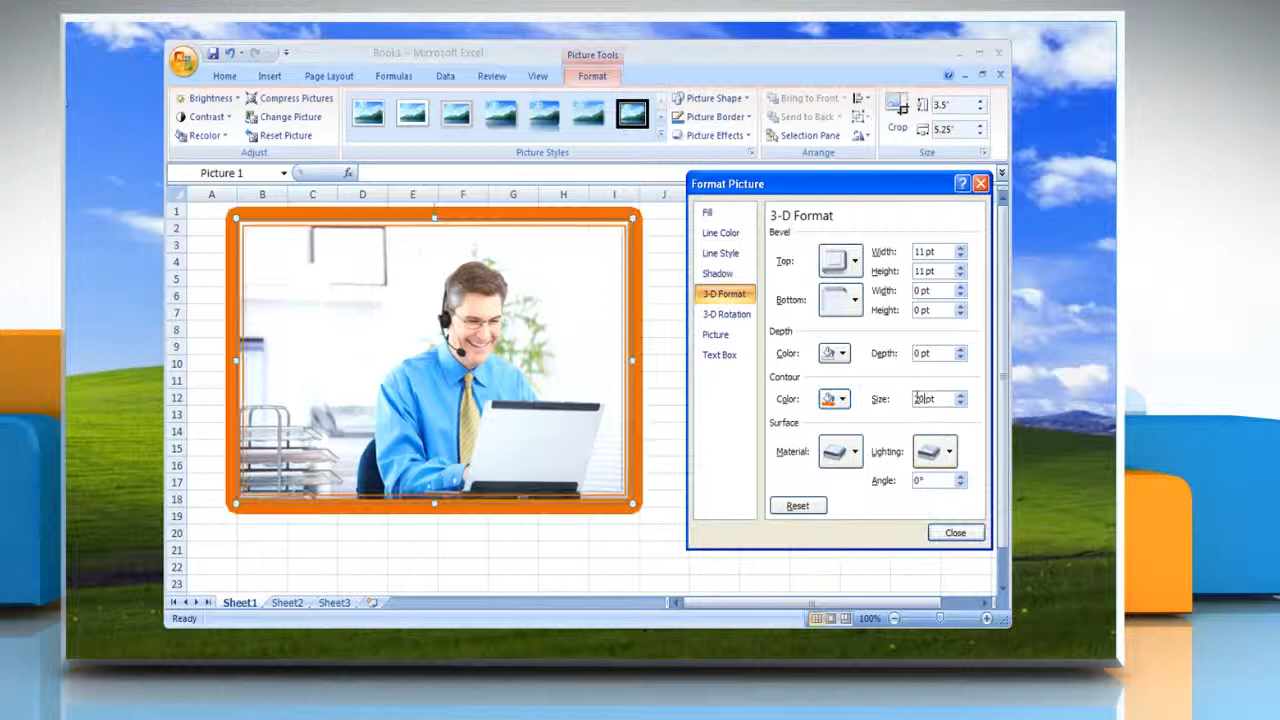 Book1 - Microsoft Excel
Picture Tools
Home Insert Page Layout Formulas Data Review View Format
Brightness Compress Pictures Picture Shape Bring to Front 3.5"
Contrast Change Picture Picture Border Send to Back Crop 5.25"
Recolor Reset Picture Picture Effects Selection Pane
Adjust Picture Styles Arrange Size
Picture 1 fx
A B C D E F G H I J
1
2
3
4
5
6
7
8
9
10
11
12
13
14
15
16
17
18
19
20
21
22
23
Format Picture ?
Fill
Line Color
Line Style
Shadow
3-D Format
3-D Rotation
Picture
Text Box
3-D Format
Bevel
Top: Width: 11 pt
Height: 11 pt
Bottom: Width: 0 pt
Height: 0 pt
Depth
Color: Depth: 0 pt
Contour
Color: Size: pt
Surface
Material: Lighting:
Angle: 0°
Reset
Close
Sheet1 Sheet2 Sheet3
Ready 100%